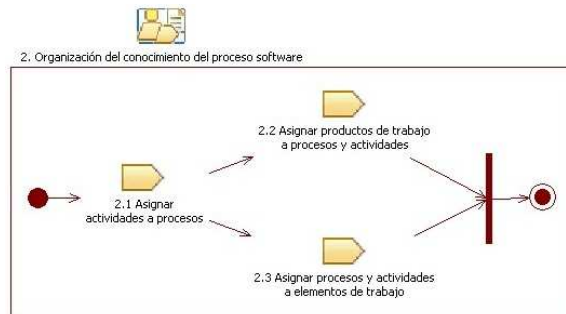 2. Organización del conocimiento del proceso software
2.2 Asignar productos de trabajo
a procesos y actividades
2.1 Asignar
actividades a procesos
2.3 Asignar procesos y actividades
a elementos de trabajo